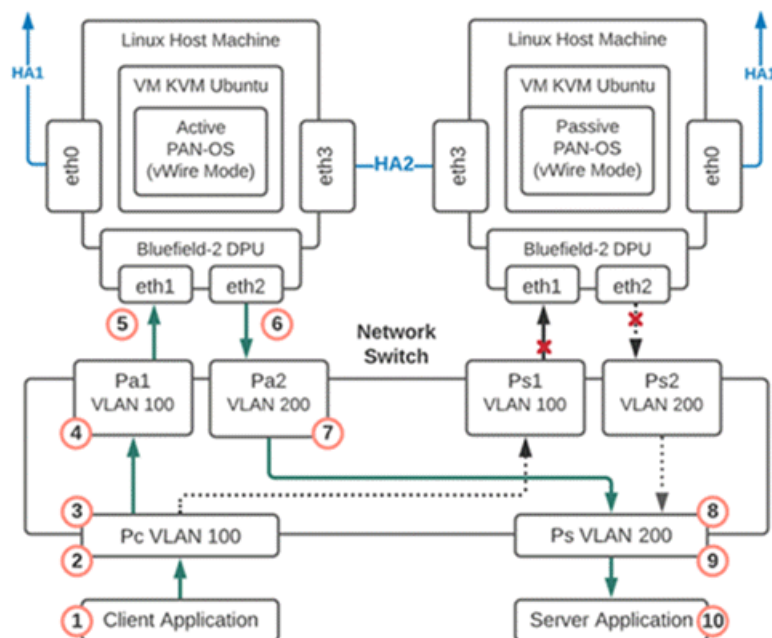 Linux Host Machine
Linux Host Machine
HA1
HA1
VM KVM Ubuntu
VM KVM Ubuntu
Active
PAN-OS
(vWire Mode)
Passive
PAN-OS
(vWire Mode)
eth0
eth3
HA2
eth3
eth0
Bluefield-2 DPU
Bluefield-2 DPU
eth1
eth2
eth1
eth2
5
6
Network
Switch
Pa1
VLAN 100
Pa2
VLAN 200
Ps1
VLAN 100
Ps2
VLAN 200
4
7
3
8
Pc VLAN 100
Ps VLAN 200
2
9
1
Client Application
Server Application
10